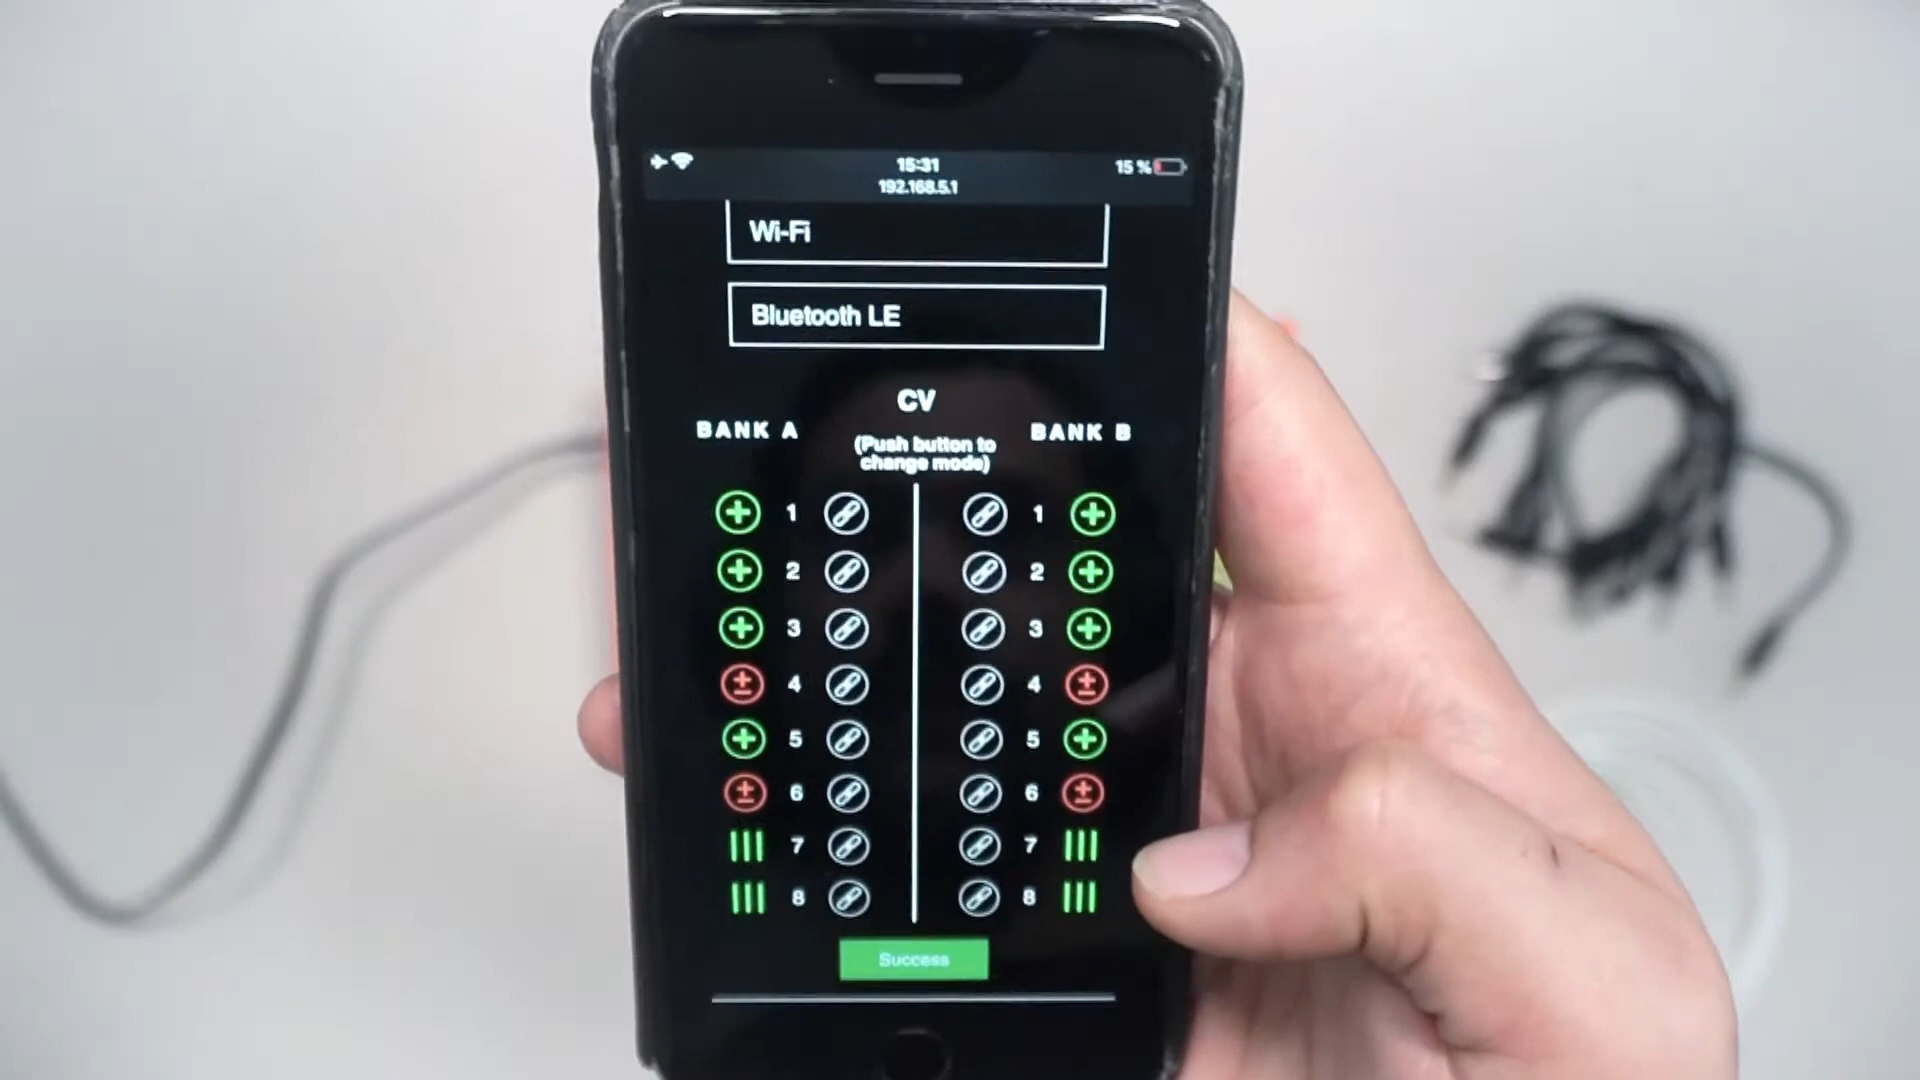 15:31
15 %
192.168.5.1
Wi-Fi
Bluetooth LE
CV
BANK A
BANK B
(Push button to
change mode)
1 1
2 2
3 3
4 4
5 5
6 6
7 7
8 8
Success